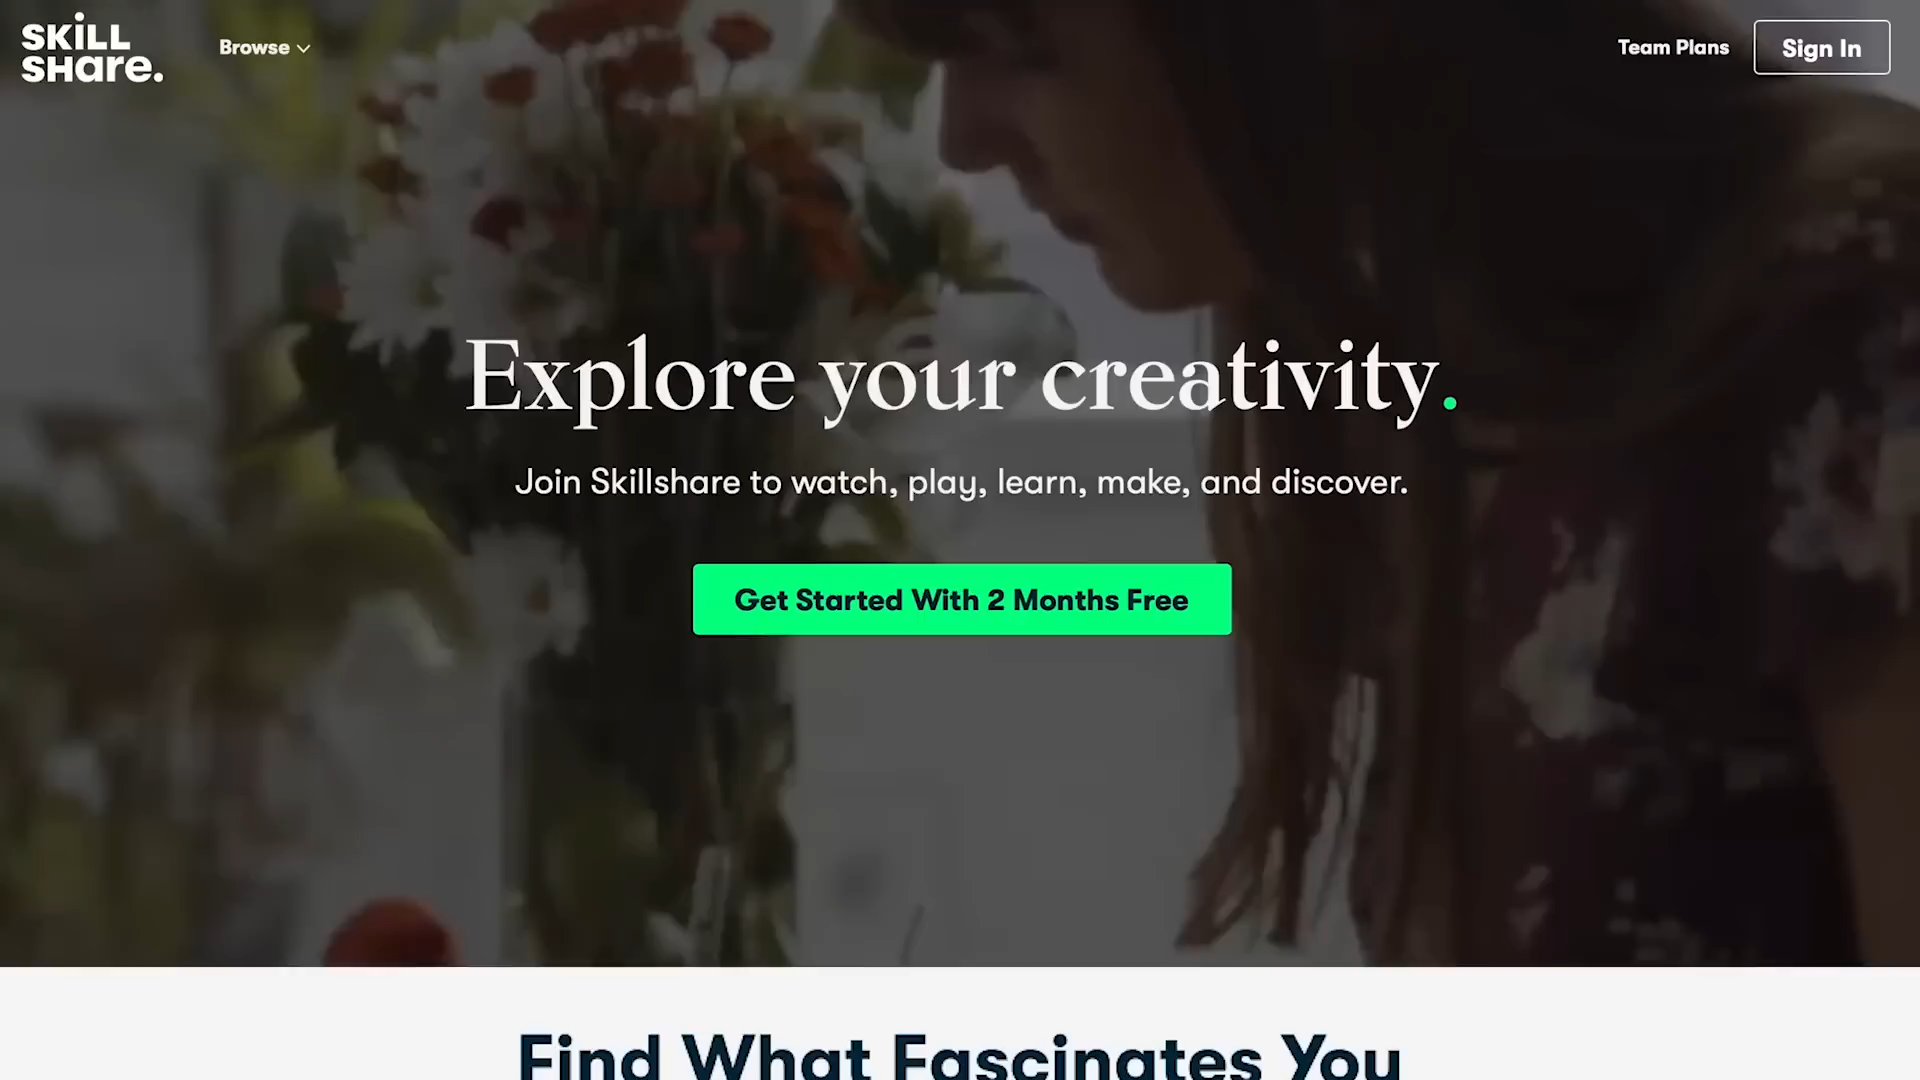 SKiLL
SHare.
Browse
Team Plans
Sign In
Explore your creativity.
Join Skillshare to watch, play, learn, make, and discover.
Get Started With 2 Months Free
Find What Fascinates You